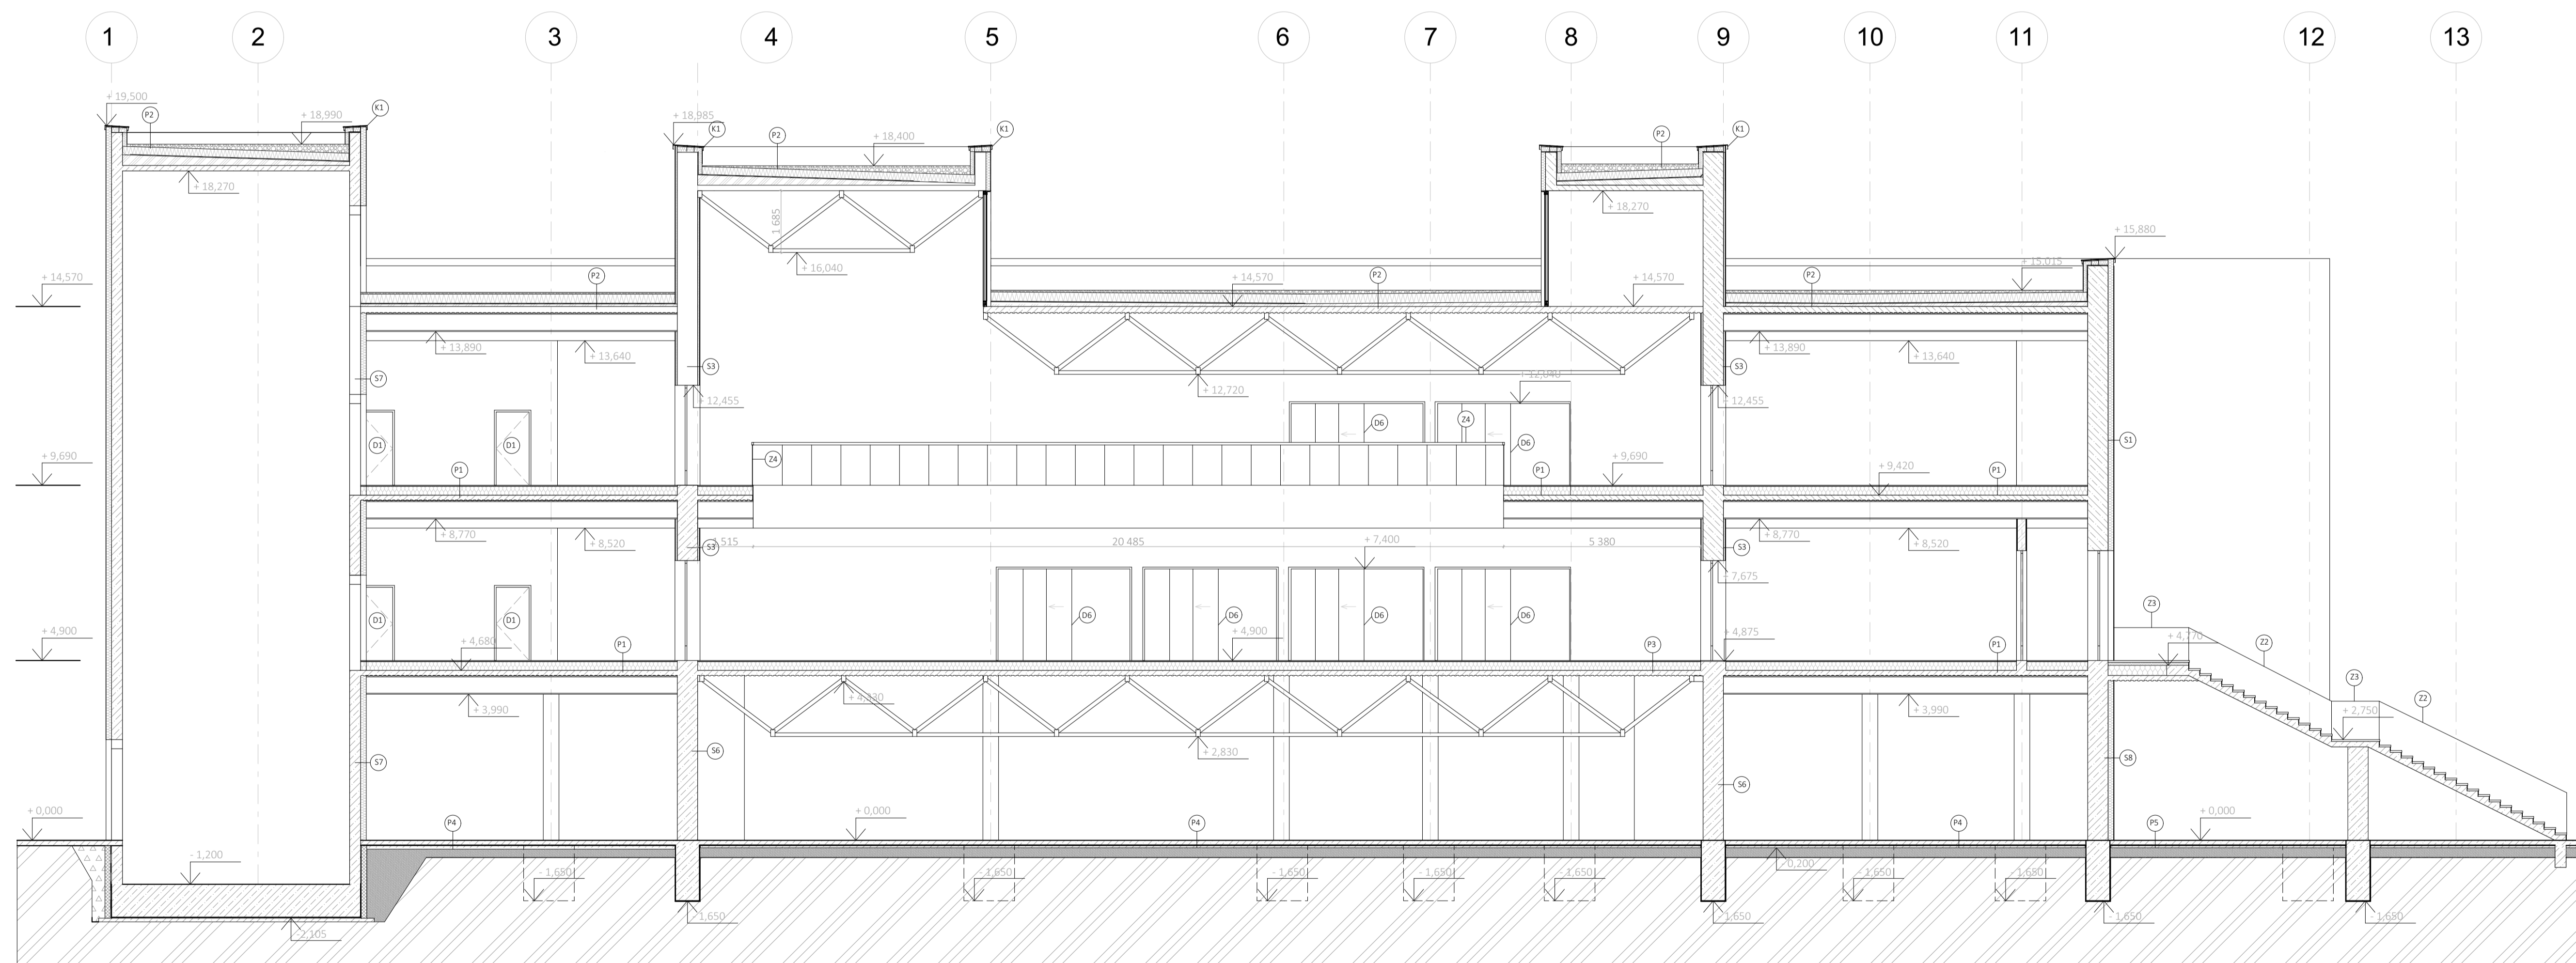 1 2 3 4 5 6 7 8 9 10 11 12 13
+ 19,500
P2
+ 18,990
K1
+ 18,985
K1
P2
+ 18,400
K1
P2
K1
+ 18,270
1 685
+ 18,270
+ 15,880
+ 16,040
+ 14,570
P2
+ 14,570
P2
+ 14,570
P2
+ 15,015
+ 13,890
+ 13,640
+ 13,890
+ 13,640
S7
S3
+ 12,455
+ 12,720
+ 12,040
S3
+ 12,455
D1
D1
D6
Z4
D6
S1
+ 9,690
P1
Z4
P1
+ 9,690
+ 9,420
P1
+ 8,770
+ 8,520
S3
20 485
+ 7,400
5 380
S3
+ 8,770
+ 8,520
+ 7,675
D1
D1
D6
D6
D6
D6
Z3
+ 4,900
+ 4,680
P1
+ 4,900
P3
+ 4,875
P1
Z2
Z3
Z2
+ 3,990
+ 3,990
+ 2,750
S7
S6
+ 2,830
S6
S8
+ 0,000
P4
+ 0,000
P4
P4
P5
+ 0,000
- 1,200
- 0,200
- 1,650
- 1,650
- 1,650
- 1,650
- 1,650
- 1,650
- 1,650
- 1,650
- 1,650
- 1,650
- 1,650
-2,105